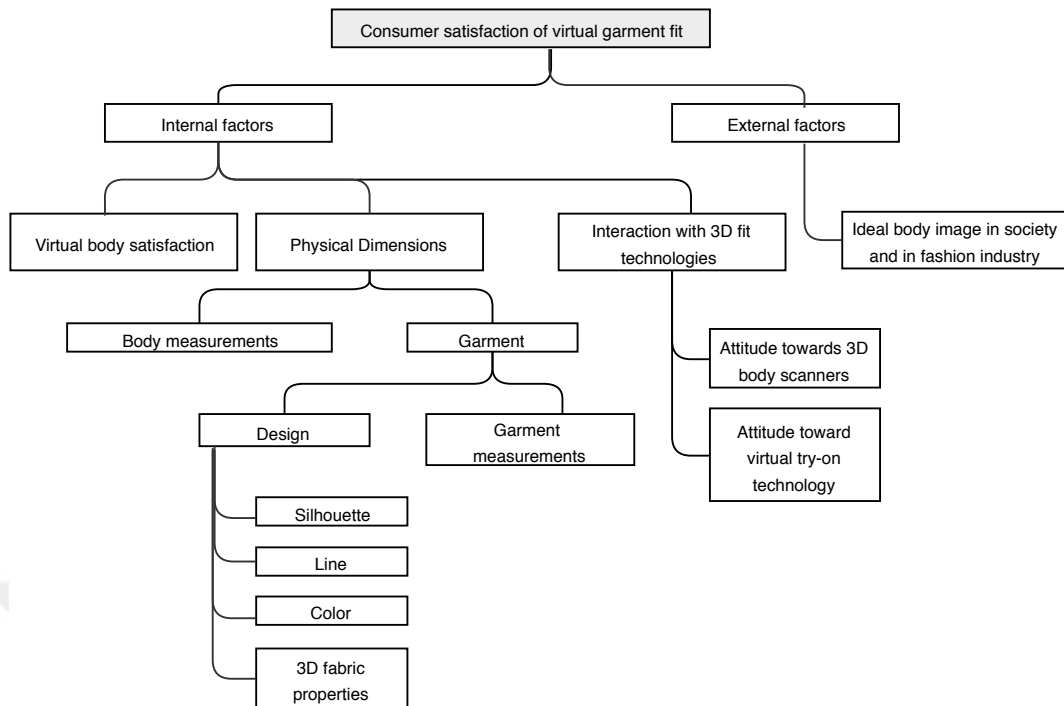 Consumer satisfaction of virtual garment fit
Internal factors
External factors
Virtual body satisfaction
Physical Dimensions
Interaction with 3D fit
technologies
Ideal body image in society
and in fashion industry
Body measurements
Garment
Attitude towards 3D
body scanners
Design
Garment
measurements
Attitude toward
virtual try-on
technology
Silhouette
Line
Color
3D fabric
properties